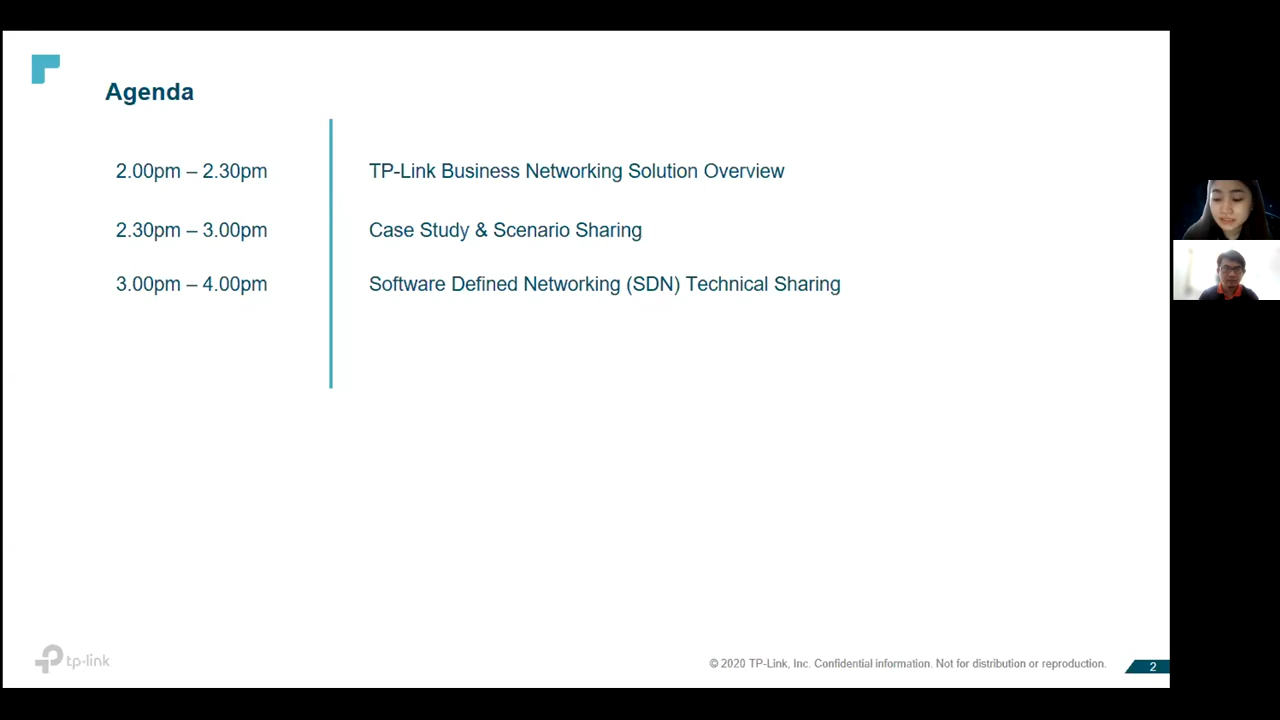 Agenda
2.00pm – 2.30pm TP-Link Business Networking Solution Overview
2.30pm – 3.00pm Case Study & Scenario Sharing
3.00pm – 4.00pm Software Defined Networking (SDN) Technical Sharing
tp-link
© 2020 TP-Link, Inc. Confidential information. Not for distribution or reproduction.
2